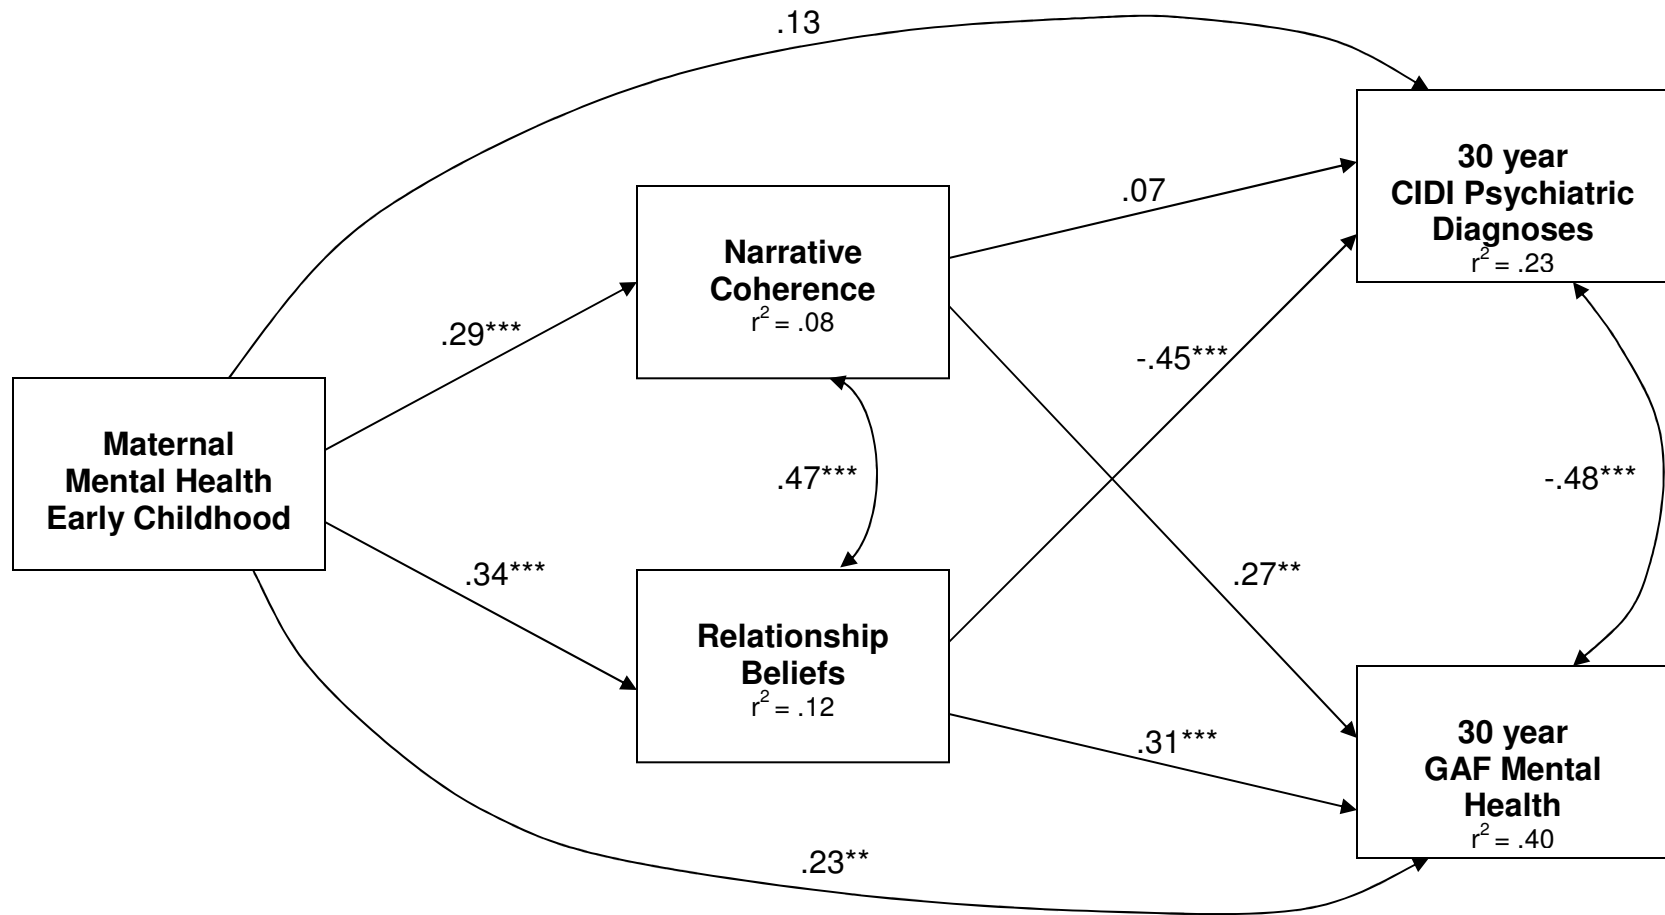 .13
30 year
CIDI Psychiatric
Diagnoses
r² = .23
.07
Narrative
Coherence
r² = .08
.29***
-.45***
Maternal
Mental Health
Early Childhood
.47***
-.48***
.34***
.27**
Relationship
Beliefs
r² = .12
.31***
30 year
GAF Mental
Health
r² = .40
.23**